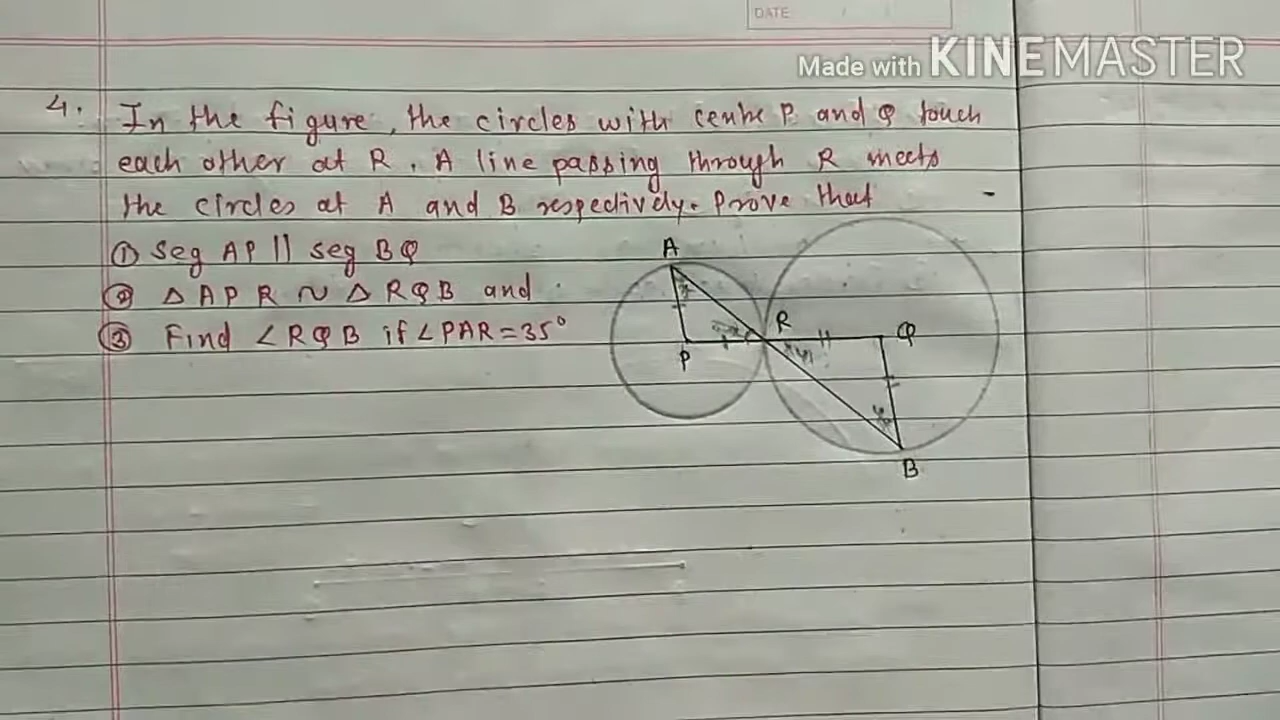 DATE
Made with KINEMASTER
4. In the figure, the circles with centre P and Q touch
each other at R. A line passing through R meets
the circles at A and B respectively. Prove that
① seg AP || seg BQ
② △ APR ~ △ RQB and
③ Find ∠RQB if ∠PAR = 35°
A
R
Q
P
B